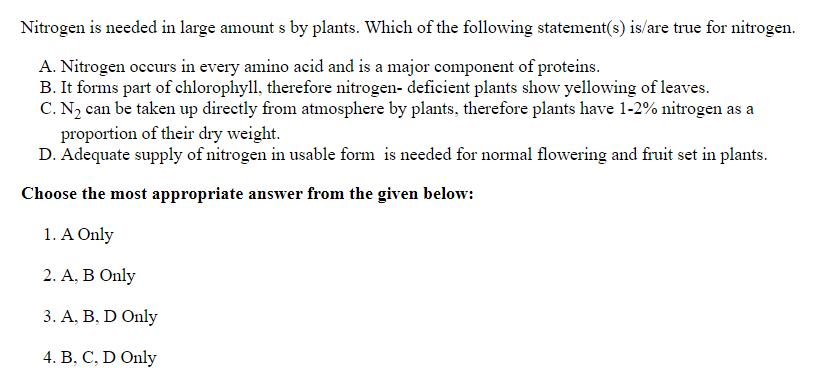 Nitrogen is needed in large amount s by plants. Which of the following statement(s) is/are true for nitrogen.
A. Nitrogen occurs in every amino acid and is a major component of proteins.
B. It forms part of chlorophyll, therefore nitrogen- deficient plants show yellowing of leaves.
C. N₂ can be taken up directly from atmosphere by plants, therefore plants have 1-2% nitrogen as a
proportion of their dry weight.
D. Adequate supply of nitrogen in usable form is needed for normal flowering and fruit set in plants.
Choose the most appropriate answer from the given below:
1. A Only
2. A, B Only
3. A, B, D Only
4. B, C, D Only